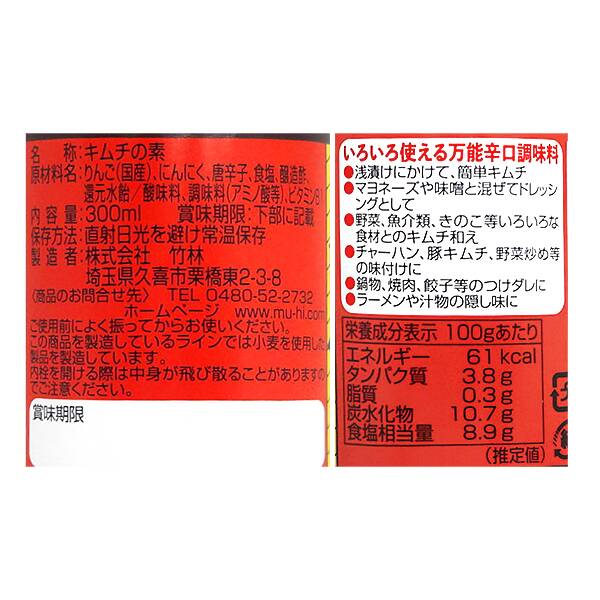 名　称:キムチの素
原材料名:りんご(国産)、にんにく、唐辛子、食塩、醸造酢、
還元水飴／酸味料、調味料(アミノ酸等)、ビタミンB1
内容量:300ml　賞味期限:下部に記載
保存方法:直射日光を避け常温保存
製造者:株式会社　竹林
埼玉県久喜市栗橋東2-3-8
〈商品のお問合せ先〉　TEL 0480-52-2732
ホームページ　www.mu-hi.com
ご使用前によく振ってからお使いください。
この商品を製造しているラインでは小麦を使用した
製品を製造しています。
内栓を開ける際は中身が飛び散ることがありますの
でご注意ください。
賞味期限
いろいろ使える万能辛口調味料
●浅漬けにかけて、簡単キムチ
●マヨネーズや味噌と混ぜてドレッシ
ングとして
●野菜、魚介類、きのこ等いろいろな
食材とのキムチ和え
●チャーハン、豚キムチ、野菜炒め等
の味付けに
●鍋物、焼肉、餃子等のつけダレに
●ラーメンや汁物の隠し味に
栄養成分表示　100gあたり
エネルギー　61kcal
タンパク質　3.8g
脂質　0.3g
炭水化物　10.7g
食塩相当量　8.9g
(推定値)